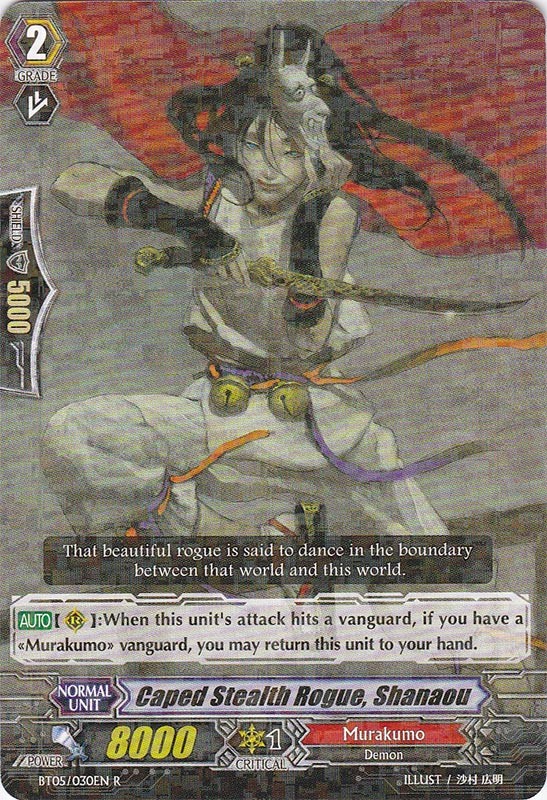 2
GRADE
SHIELD
5000
That beautiful rogue is said to dance in the boundary
between that world and this world.
AUTO【 R 】:When this unit's attack hits a vanguard, if you have a
«Murakumo» vanguard, you may return this unit to your hand.
NORMAL
UNIT
Caped Stealth Rogue, Shanaou
POWER
8000
1
CRITICAL
Murakumo
Demon
BT05/030EN R
ILLUST / 沙村広明